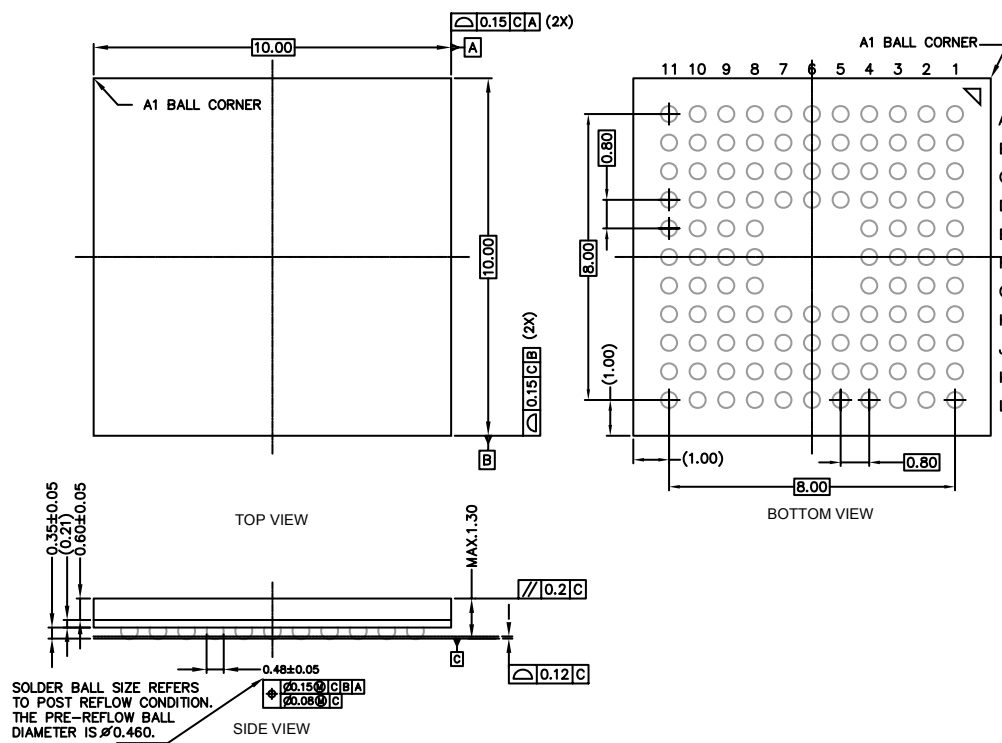 ⌓ 0.15 C A (2X)
10.00
A
A1 BALL CORNER
10.00
⌓ 0.15 C B (2X)
B
TOP VIEW
A1 BALL CORNER
11 10 9 8 7 6 5 4 3 2 1
A
0.80
8.00
(1.00)
J
(1.00)
0.80
8.00
BOTTOM VIEW
0.35±0.05
(0.21)
0.60±0.05
MAX.1.30
// 0.2 C
C
⌓ 0.12 C
0.48±0.05
⌖ Ø0.15 Ⓜ C B A
Ø0.08 Ⓜ C
SOLDER BALL SIZE REFERS
TO POST REFLOW CONDITION.
THE PRE-REFLOW BALL
DIAMETER IS Ø0.460.
SIDE VIEW